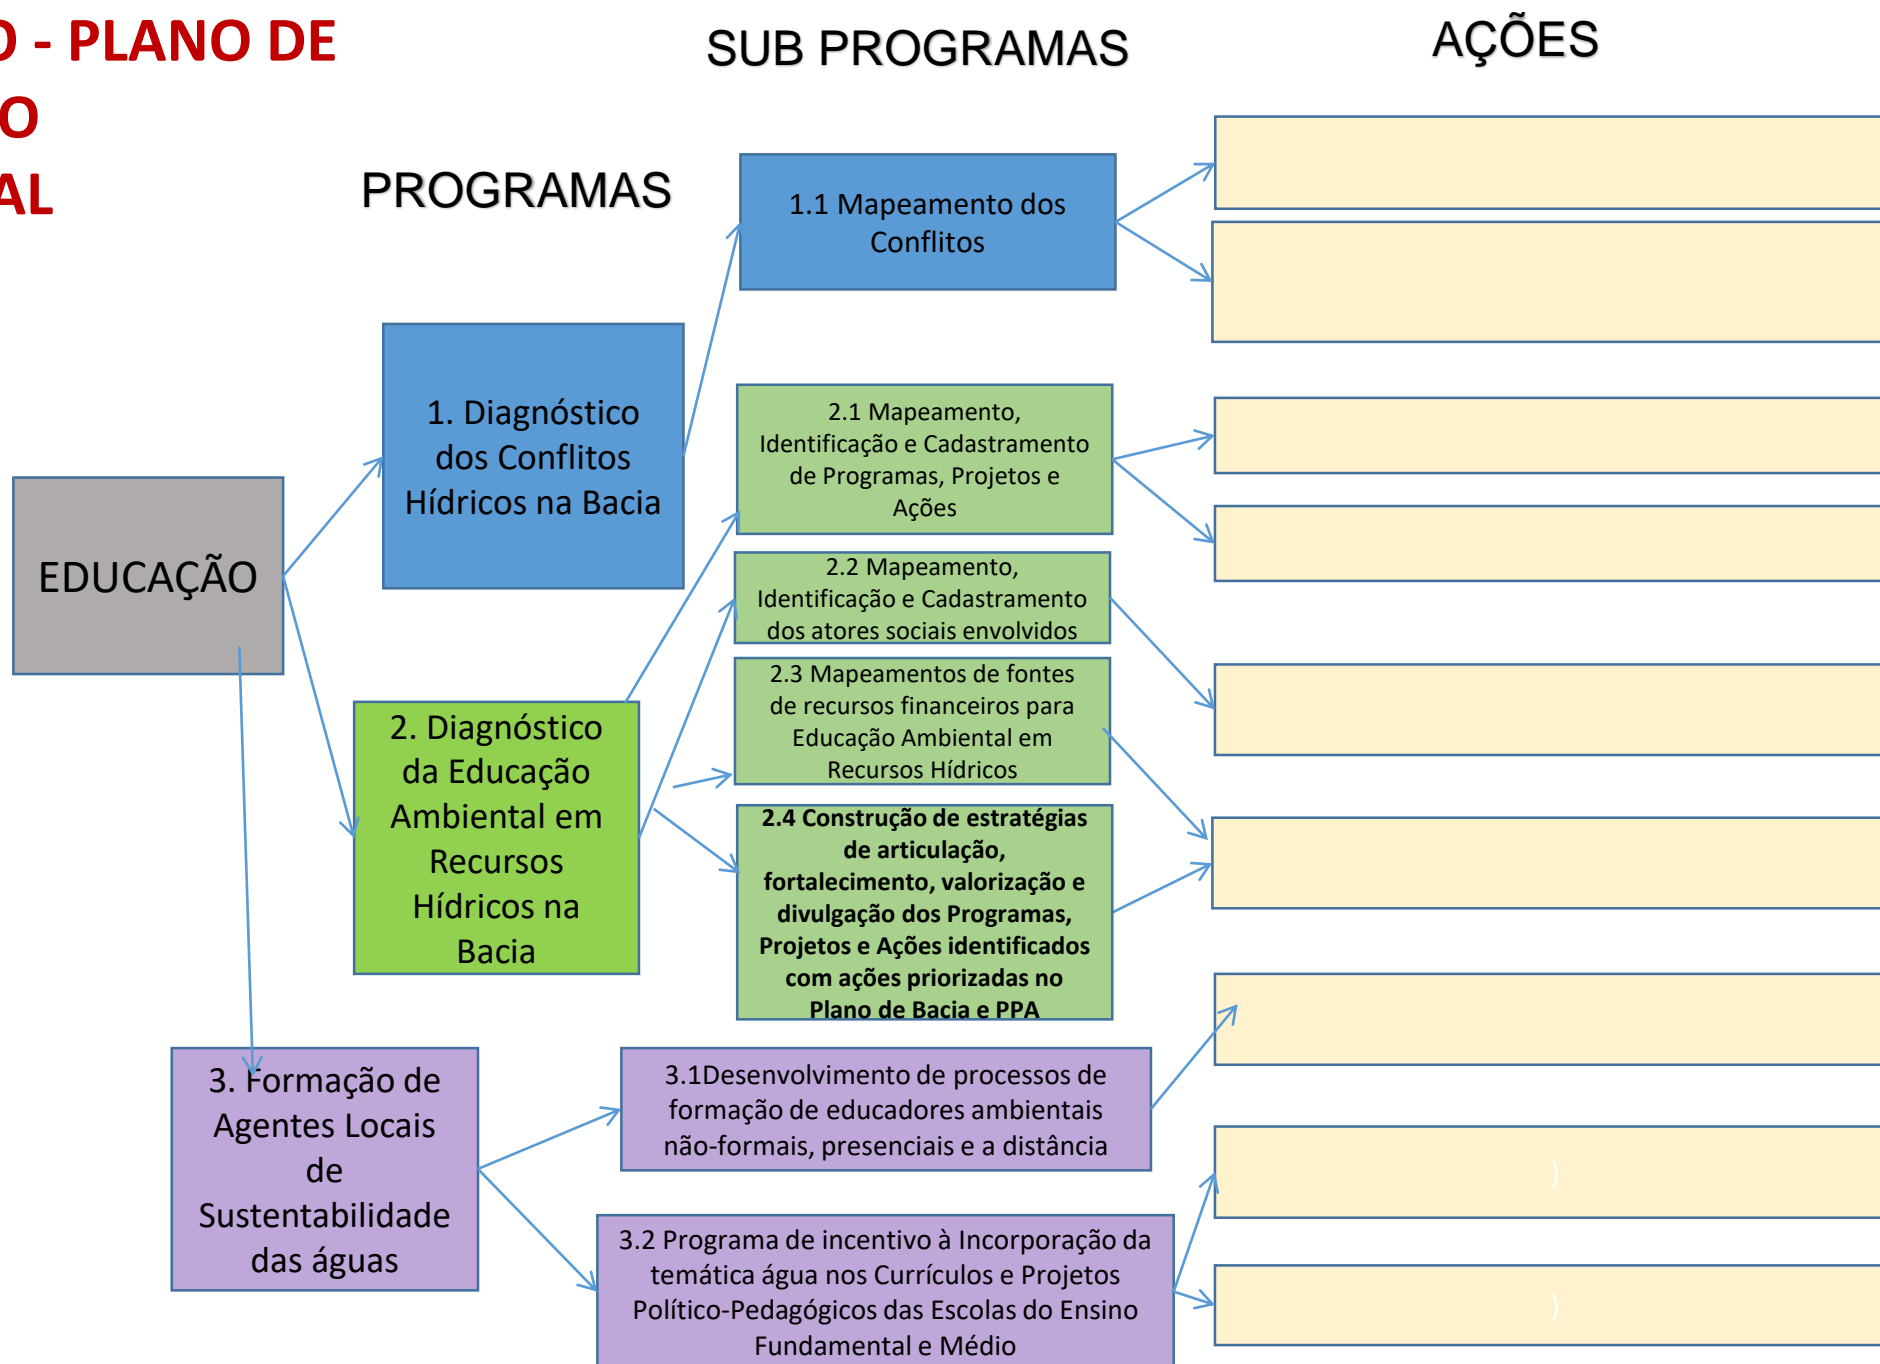 O - PLANO DE
O
AL
SUB PROGRAMAS
AÇÕES
PROGRAMAS
1.1 Mapeamento dos
Conflitos
1. Diagnóstico
dos Conflitos
Hídricos na Bacia
2.1 Mapeamento,
Identificação e Cadastramento
de Programas, Projetos e
Ações
EDUCAÇÃO
2.2 Mapeamento,
Identificação e Cadastramento
dos atores sociais envolvidos
2.3 Mapeamentos de fontes
de recursos financeiros para
Educação Ambiental em
Recursos Hídricos
2. Diagnóstico
da Educação
Ambiental em
Recursos
Hídricos na
Bacia
2.4 Construção de estratégias
de articulação,
fortalecimento, valorização e
divulgação dos Programas,
Projetos e Ações identificados
com ações priorizadas no
Plano de Bacia e PPA
3. Formação de
Agentes Locais
de
Sustentabilidade
das águas
3.1Desenvolvimento de processos de
formação de educadores ambientais
não-formais, presenciais e a distância
)
3.2 Programa de incentivo à Incorporação da
temática água nos Currículos e Projetos
Político-Pedagógicos das Escolas do Ensino
Fundamental e Médio
)